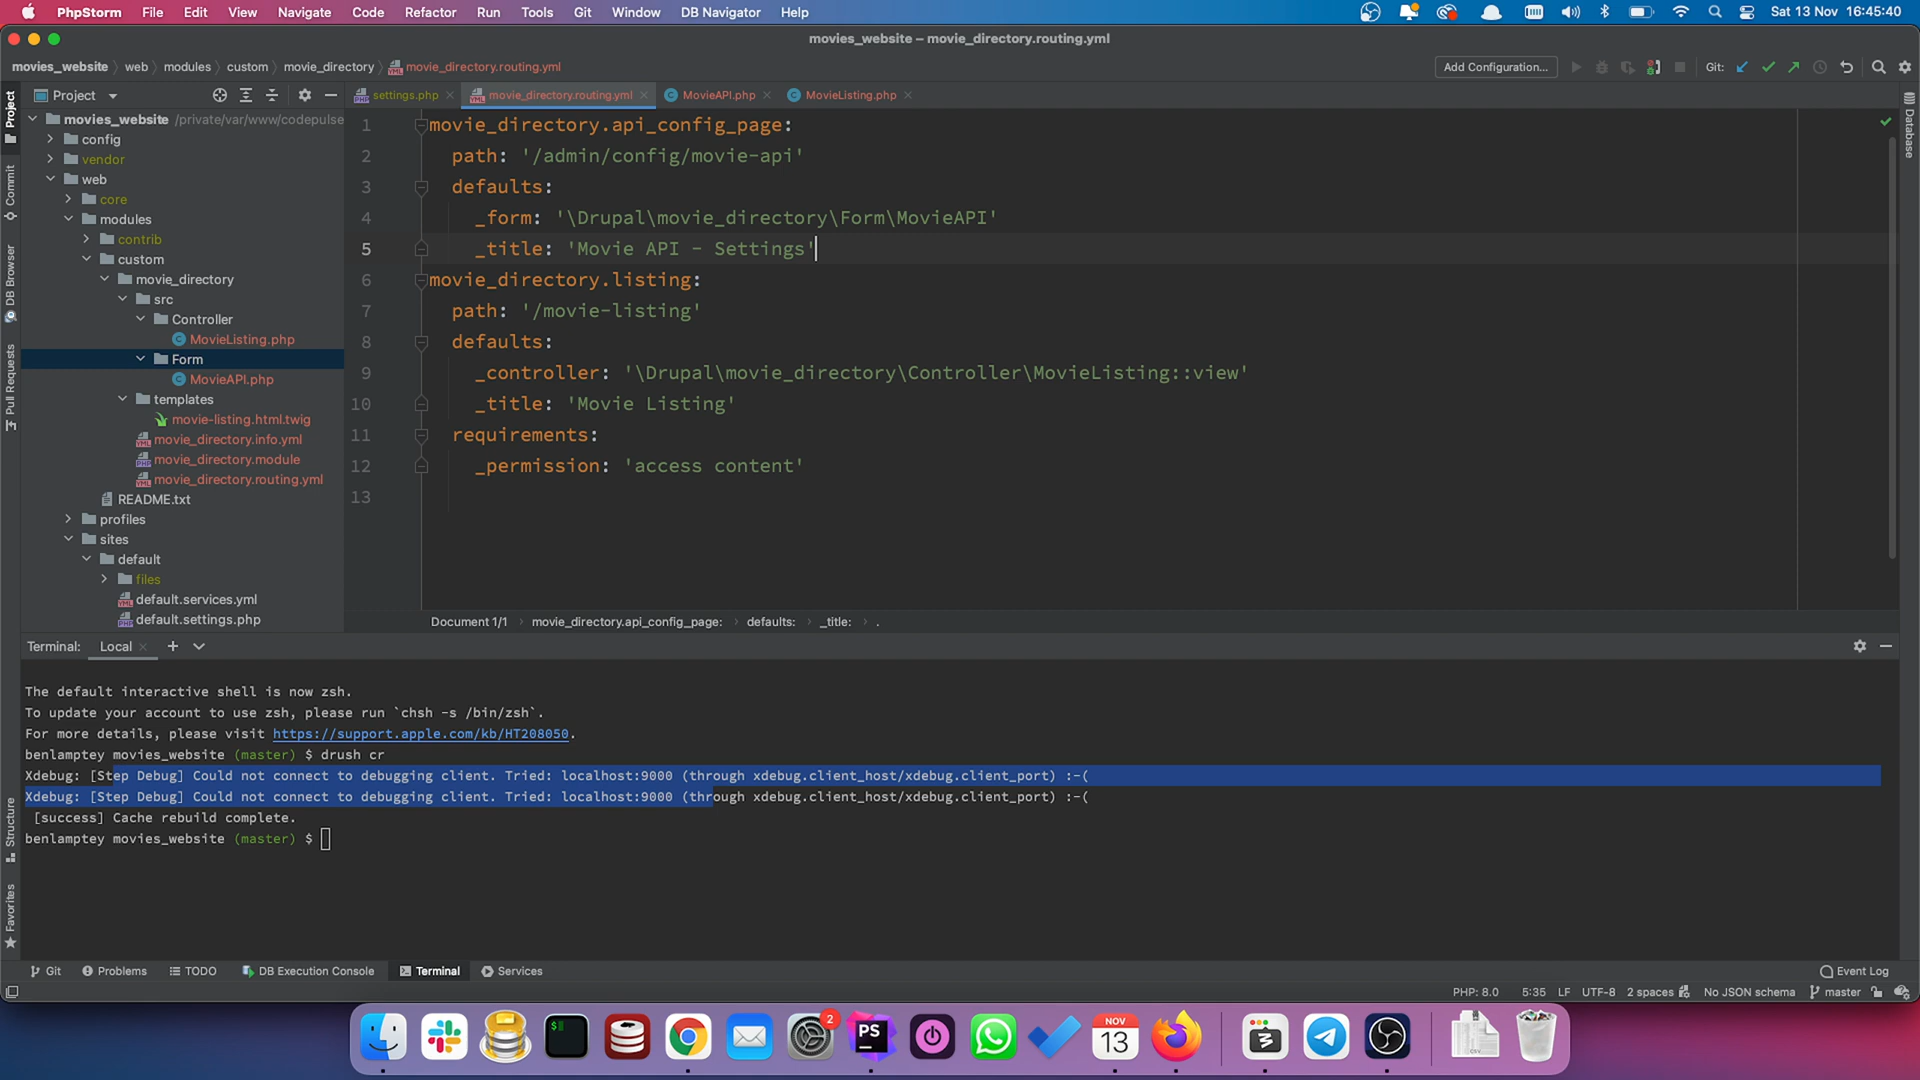 PhpStorm File Edit View Navigate Code Refactor Run Tools Git Window DB Navigator Help Sat 13 Nov 16:45:40
movies_website – movie_directory.routing.yml
movies_website web modules custom movie_directory movie_directory.routing.yml Add Configuration... Git:
Project settings.php movie_directory.routing.yml MovieAPI.php MovieListing.php
Project
Commit
DB Browser
Pull Requests
Structure
Favorites
Database
movies_website /private/var/www/codepulse
config
vendor
web
core
modules
contrib
custom
movie_directory
src
Controller
MovieListing.php
Form
MovieAPI.php
templates
movie-listing.html.twig
movie_directory.info.yml
movie_directory.module
movie_directory.routing.yml
README.txt
profiles
sites
default
files
default.services.yml
default.settings.php
1 movie_directory.api_config_page:
2 path: '/admin/config/movie-api'
3 defaults:
4 _form: '\Drupal\movie_directory\Form\MovieAPI'
5 _title: 'Movie API - Settings'
6 movie_directory.listing:
7 path: '/movie-listing'
8 defaults:
9 _controller: '\Drupal\movie_directory\Controller\MovieListing::view'
10 _title: 'Movie Listing'
11 requirements:
12 _permission: 'access content'
13
Document 1/1 movie_directory.api_config_page: defaults: _title: .
Terminal: Local
The default interactive shell is now zsh.
To update your account to use zsh, please run `chsh -s /bin/zsh`.
For more details, please visit https://support.apple.com/kb/HT208050.
benlamptey movies_website (master) $ drush cr
Xdebug: [Step Debug] Could not connect to debugging client. Tried: localhost:9000 (through xdebug.client_host/xdebug.client_port) :-(
Xdebug: [Step Debug] Could not connect to debugging client. Tried: localhost:9000 (through xdebug.client_host/xdebug.client_port) :-(
[success] Cache rebuild complete.
benlamptey movies_website (master) $
Git Problems TODO DB Execution Console Terminal Services Event Log
PHP: 8.0 5:35 LF UTF-8 2 spaces No JSON schema master
2
PS
NOV
13